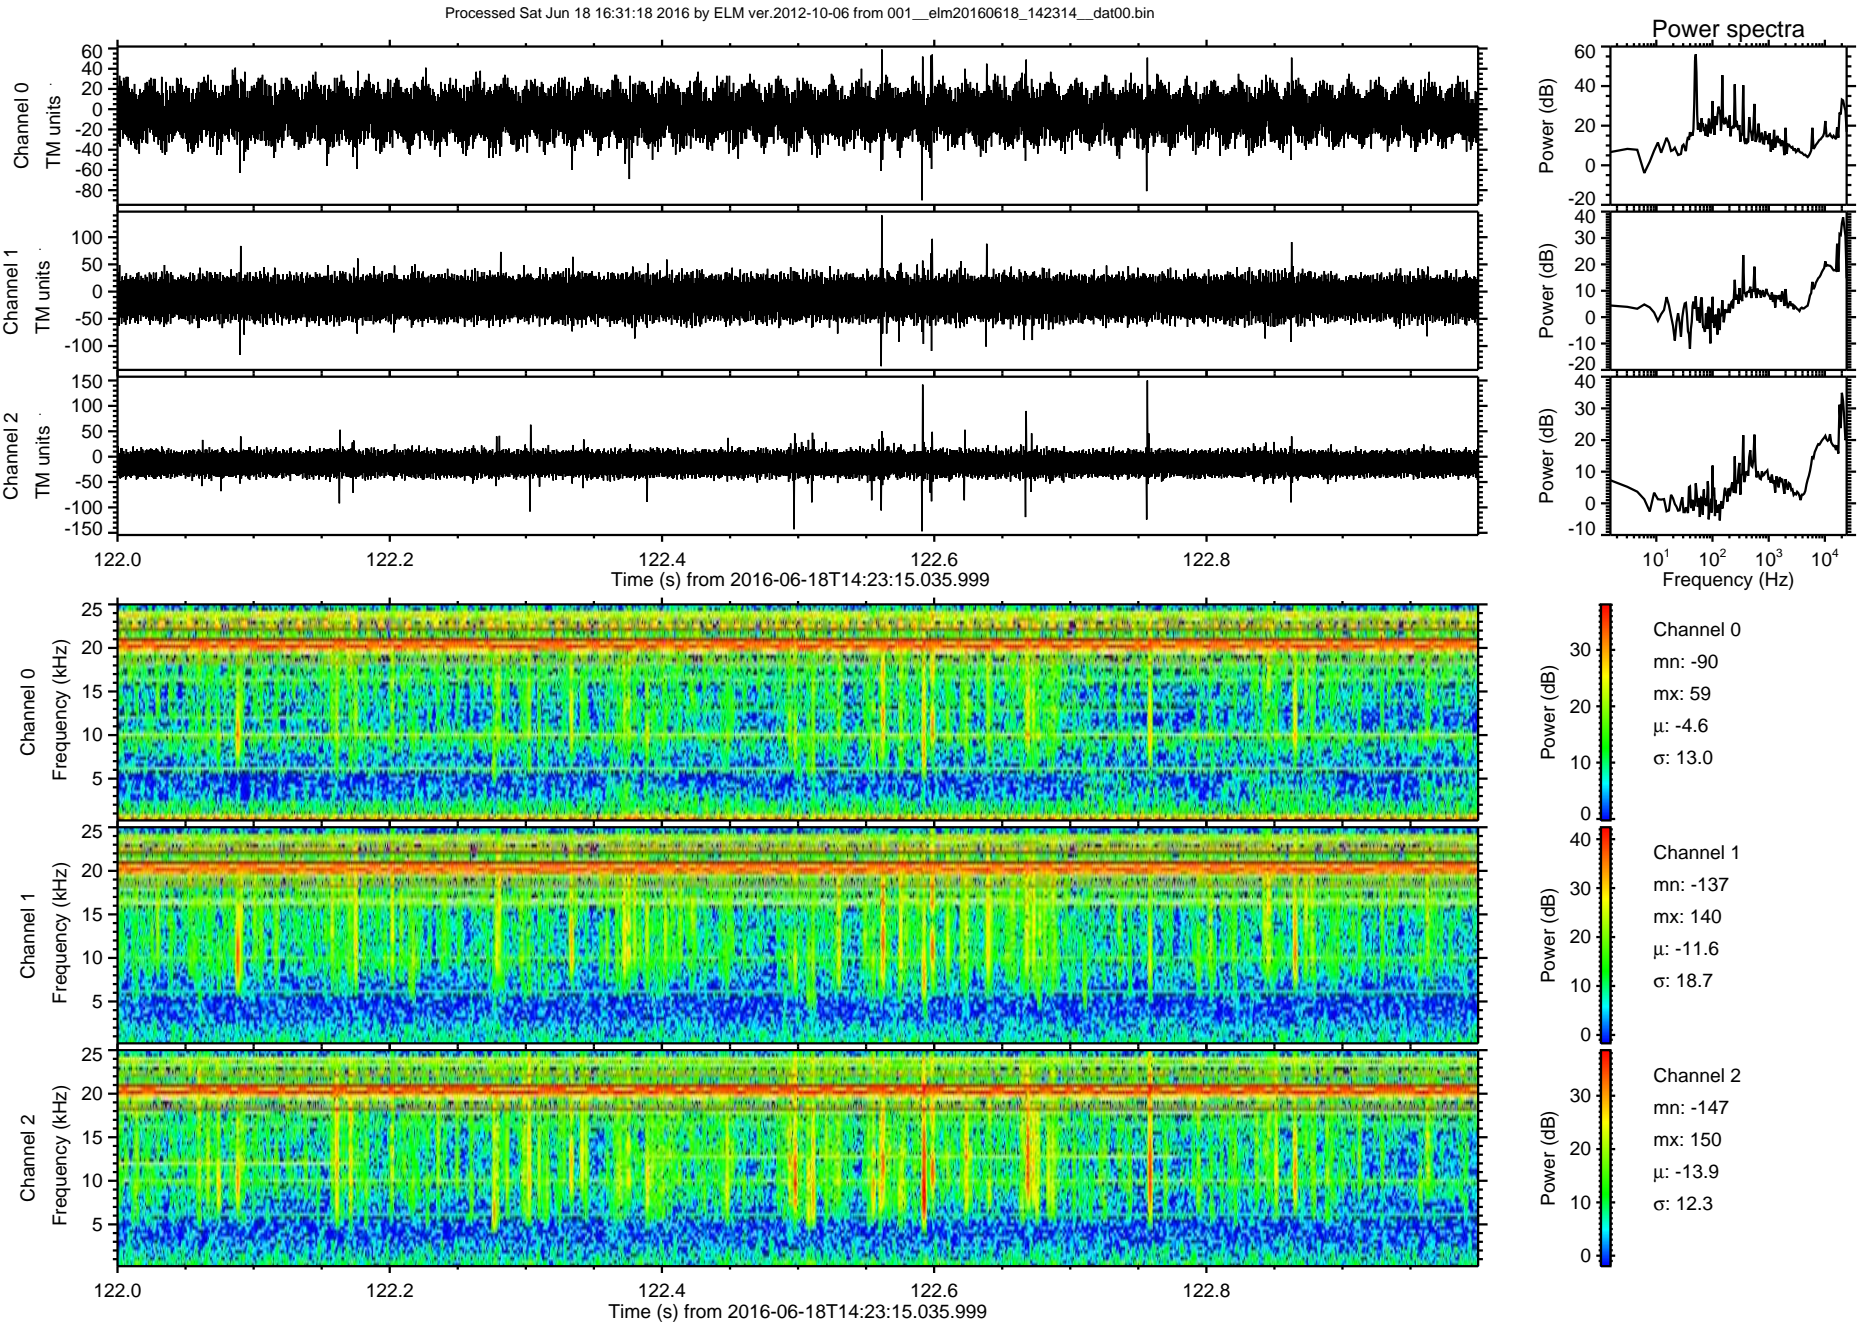 Processed Sat Jun 18 16:31:18 2016 by ELM ver.2012-10-06 from 001__elm20160618_142314__dat00.bin
Power spectra
Channel 0
TM units
60
40
20
0
-20
-40
-60
-80
Power (dB)
60
40
20
0
-20
Channel 1
TM units
100
50
0
-50
-100
Power (dB)
40
30
20
10
0
-10
-20
Channel 2
TM units
150
100
50
0
-50
-100
-150
Power (dB)
40
30
20
10
0
-10
122.0 122.2 122.4 122.6 122.8
Time (s) from 2016-06-18T14:23:15.035.999
10¹ 10² 10³ 10⁴
Frequency (Hz)
Channel 0
Frequency (kHz)
25
20
15
10
5
Power (dB)
30
20
10
0
Channel 0
mn: -90
mx: 59
μ: -4.6
σ: 13.0
Channel 1
Frequency (kHz)
25
20
15
10
5
Power (dB)
40
30
20
10
0
Channel 1
mn: -137
mx: 140
μ: -11.6
σ: 18.7
Channel 2
Frequency (kHz)
25
20
15
10
5
Power (dB)
30
20
10
0
Channel 2
mn: -147
mx: 150
μ: -13.9
σ: 12.3
122.0 122.2 122.4 122.6 122.8
Time (s) from 2016-06-18T14:23:15.035.999